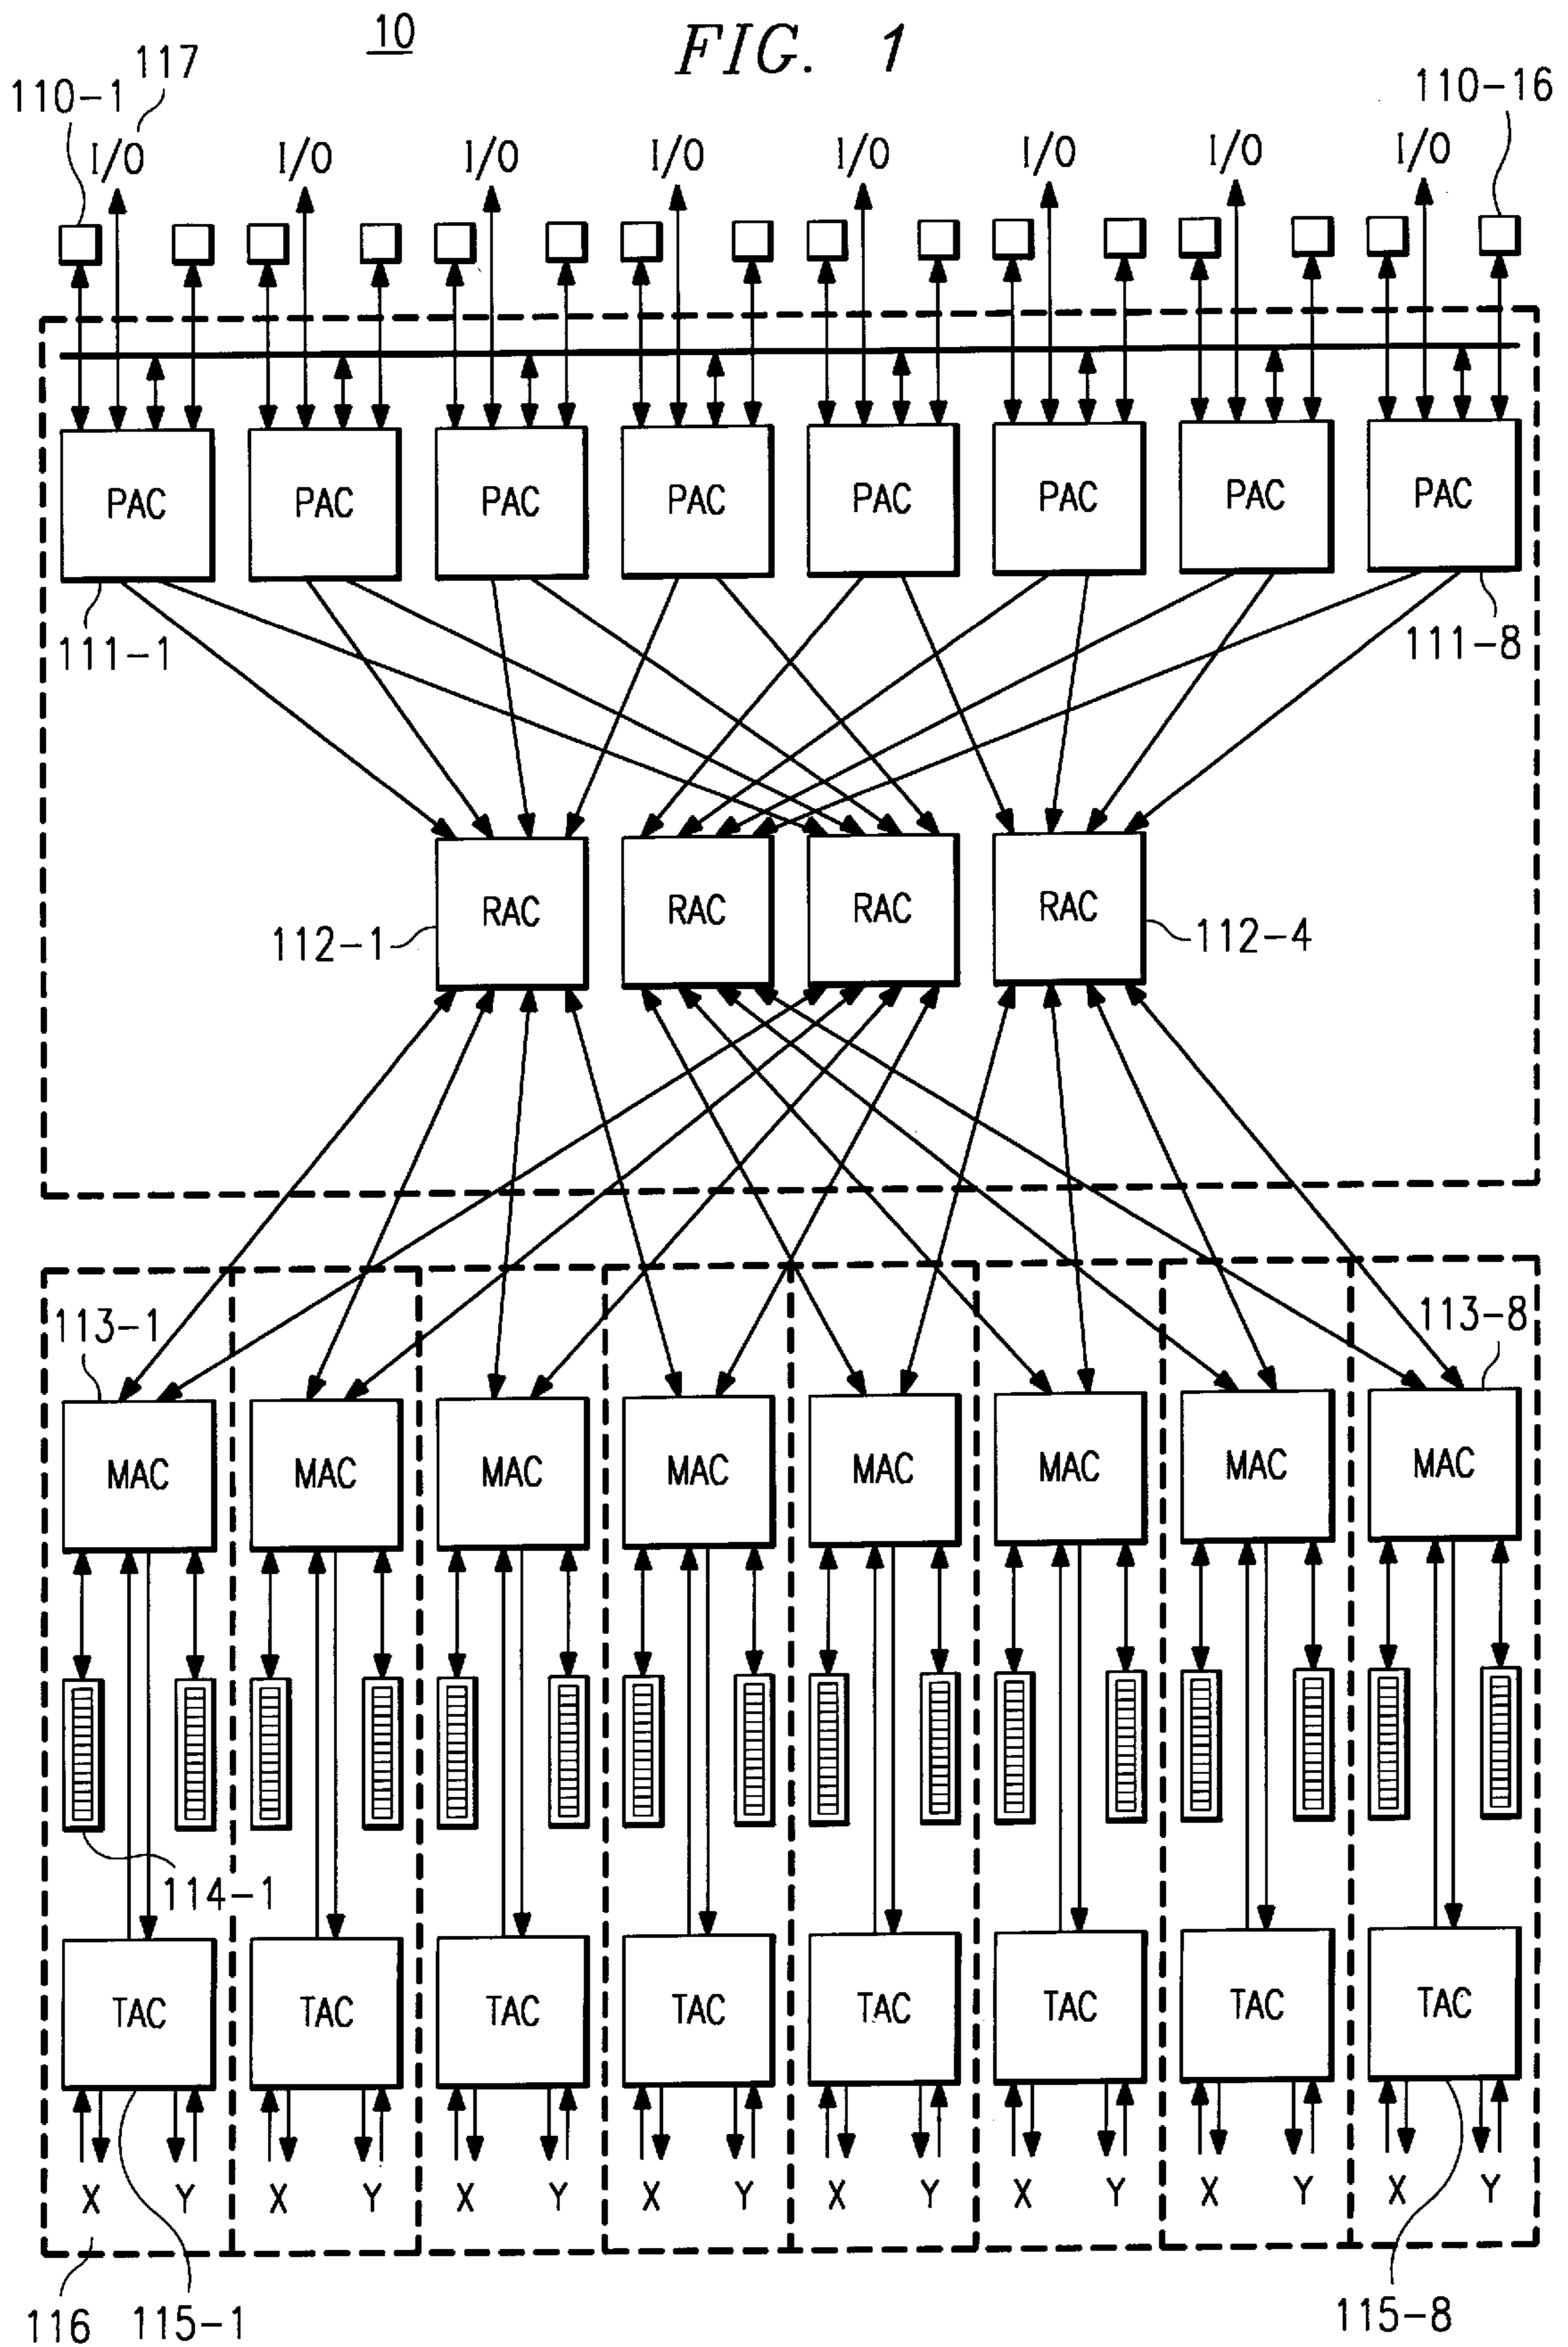 10 FIG. 1
117
110-1 110-16
I/O I/O I/O I/O I/O I/O I/O I/O
PAC PAC PAC PAC PAC PAC PAC PAC
111-1 111-8
RAC RAC RAC RAC
112-1 112-4
113-1 113-8
MAC MAC MAC MAC MAC MAC MAC MAC
114-1
TAC TAC TAC TAC TAC TAC TAC TAC
X Y X Y X Y X Y X Y X Y X Y X Y
116 115-1 115-8